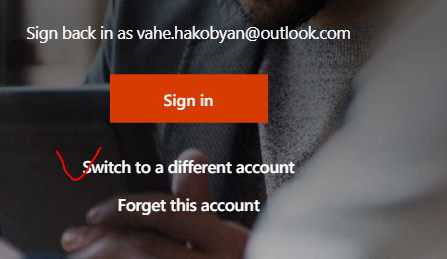 Sign back in as vahe.hakobyan@outlook.com
Sign in
Switch to a different account
Forget this account